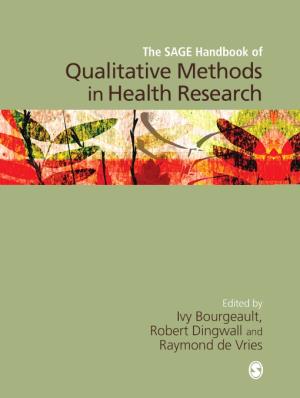 The SAGE Handbook of
Qualitative Methods
in Health Research
Edited by
Ivy Bourgeault,
Robert Dingwall and
Raymond de Vries
S